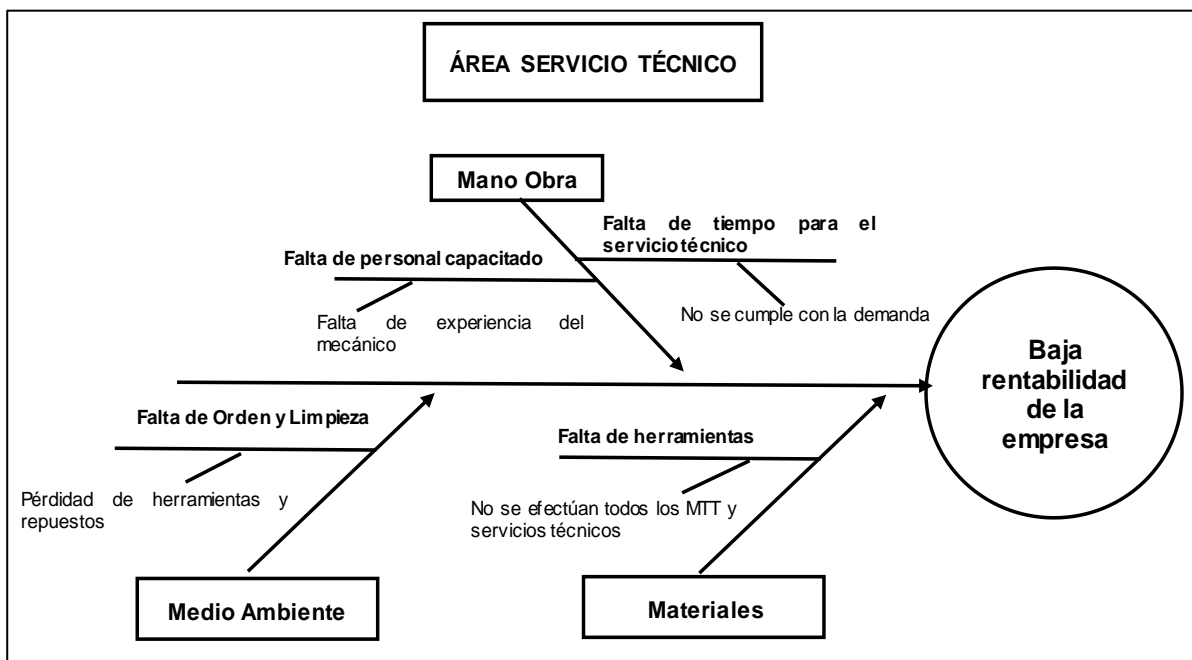 ÁREA SERVICIO TÉCNICO
Mano Obra
Falta de tiempo para el
servicio técnico
Falta de personal capacitado
No se cumple con la demanda
Falta de experiencia del
mecánico
Baja
rentabilidad
de la
empresa
Falta de Orden y Limpieza
Falta de herramientas
Pérdidad de herramientas y
repuestos
No se efectúan todos los MTT y
servicios técnicos
Medio Ambiente
Materiales